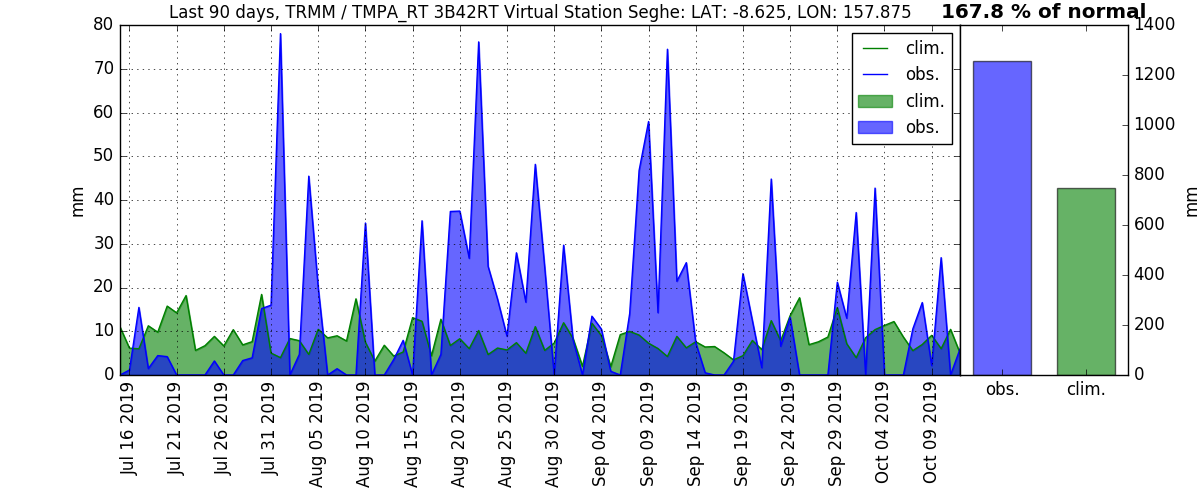 Last 90 days, TRMM / TMPA_RT 3B42RT Virtual Station Seghe: LAT: -8.625, LON: 157.875
167.8 % of normal
80
70
60
50
40
30
20
10
0
mm
clim.
obs.
clim.
obs.
1400
1200
1000
800
600
400
200
0
mm
Jul 16 2019
Jul 21 2019
Jul 26 2019
Jul 31 2019
Aug 05 2019
Aug 10 2019
Aug 15 2019
Aug 20 2019
Aug 25 2019
Aug 30 2019
Sep 04 2019
Sep 09 2019
Sep 14 2019
Sep 19 2019
Sep 24 2019
Sep 29 2019
Oct 04 2019
Oct 09 2019
obs.
clim.